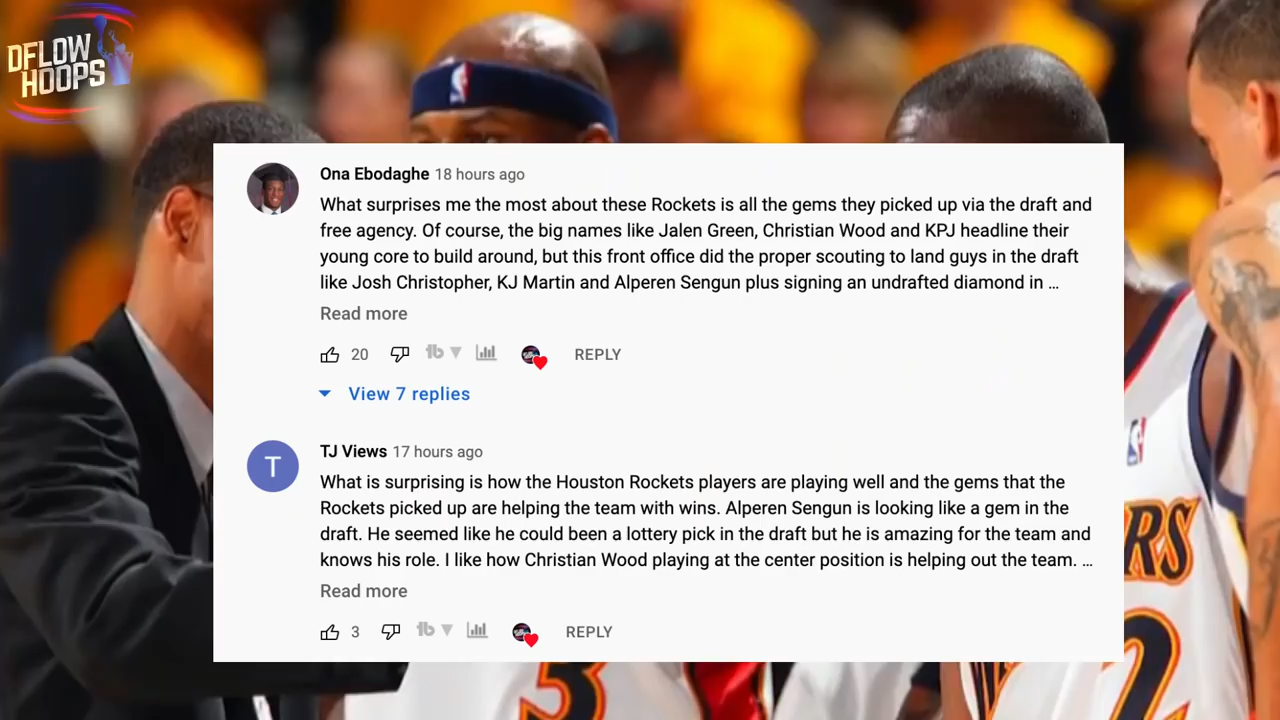 DFLOW
HOOPS
Ona Ebodaghe 18 hours ago
What surprises me the most about these Rockets is all the gems they picked up via the draft and
free agency. Of course, the big names like Jalen Green, Christian Wood and KPJ headline their
young core to build around, but this front office did the proper scouting to land guys in the draft
like Josh Christopher, KJ Martin and Alperen Sengun plus signing an undrafted diamond in ...
Read more
20 REPLY
View 7 replies
T
TJ Views 17 hours ago
What is surprising is how the Houston Rockets players are playing well and the gems that the
Rockets picked up are helping the team with wins. Alperen Sengun is looking like a gem in the
draft. He seemed like he could been a lottery pick in the draft but he is amazing for the team and
knows his role. I like how Christian Wood playing at the center position is helping out the team. ...
Read more
3 REPLY
RS
2
3